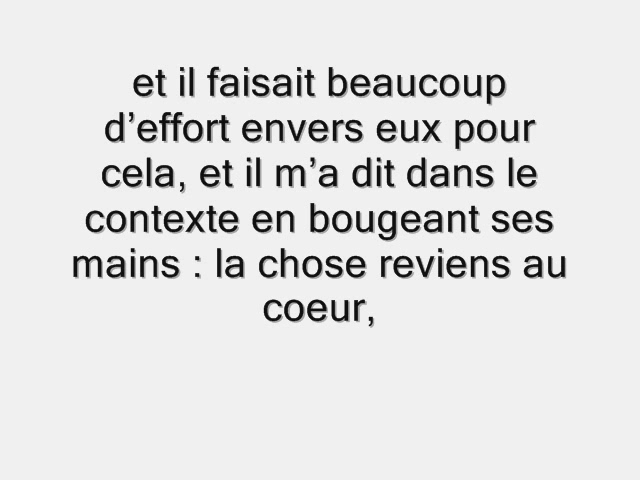 et il faisait beaucoup
d’effort envers eux pour
cela, et il m’a dit dans le
contexte en bougeant ses
mains : la chose reviens au
coeur,